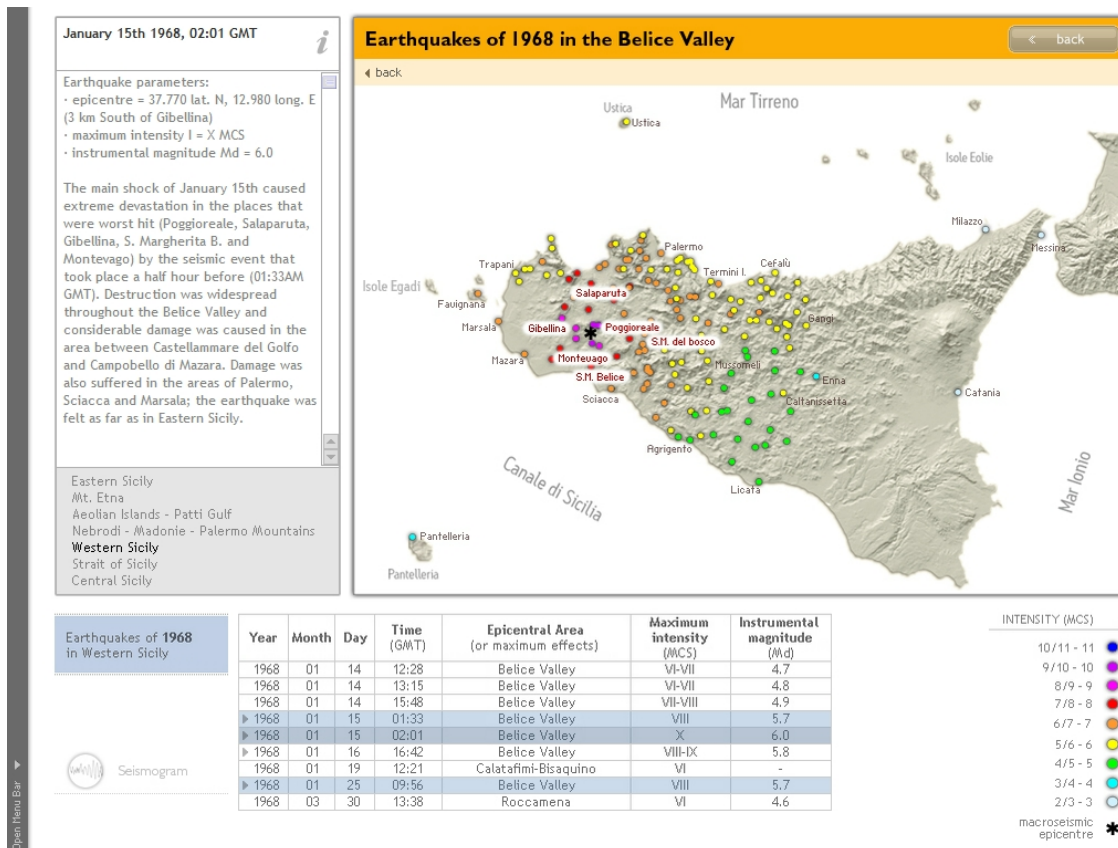 January 15th 1968, 02:01 GMT
i
Earthquake parameters:
· epicentre = 37.770 lat. N, 12.980 long. E
(3 km South of Gibellina)
· maximum intensity I = X MCS
· instrumental magnitude Md = 6.0
The main shock of January 15th caused
extreme devastation in the places that
were worst hit (Poggioreale, Salaparuta,
Gibellina, S. Margherita B. and
Montevago) by the seismic event that
took place a half hour before (01:33AM
GMT). Destruction was widespread
throughout the Belice Valley and
considerable damage was caused in the
area between Castellammare del Golfo
and Campobello di Mazara. Damage was
also suffered in the areas of Palermo,
Sciacca and Marsala; the earthquake was
felt as far as in Eastern Sicily.
Eastern Sicily
Mt. Etna
Aeolian Islands - Patti Gulf
Nebrodi - Madonie - Palermo Mountains
Western Sicily
Strait of Sicily
Central Sicily
Earthquakes of 1968 in the Belice Valley
« back
back
Mar Tirreno
Ustica
Ustica
Isole Eolie
Milazzo
Messina
Palermo
Trapani
Termini I.
Cefalù
Isole Egadi
Favignana
Salaparuta
Marsala
Gibellina
Poggioreale
Gangi
S.M. del bosco
Mazara
Montevago
Mussomeli
S.M. Belice
Enna
Catania
Sciacca
Caltanissetta
Agrigento
Licata
Canale di Sicilia
Mar Ionio
Pantelleria
Pantelleria
Earthquakes of 1968
in Western Sicily
Seismogram
Open Menu Bar
Year Month Day Time (GMT) Epicentral Area (or maximum effects) Maximum intensity (MCS) Instrumental magnitude (Md)
1968 01 14 12:28 Belice Valley VI-VII 4.7
1968 01 14 13:15 Belice Valley VI-VII 4.8
1968 01 14 15:48 Belice Valley VII-VIII 4.9
1968 01 15 01:33 Belice Valley VIII 5.7
1968 01 15 02:01 Belice Valley X 6.0
1968 01 16 16:42 Belice Valley VIII-IX 5.8
1968 01 19 12:21 Calatafimi-Bisaquino VI -
1968 01 25 09:56 Belice Valley VIII 5.7
1968 03 30 13:38 Roccamena VI 4.6
INTENSITY (MCS)
10/11 - 11
9/10 - 10
8/9 - 9
7/8 - 8
6/7 - 7
5/6 - 6
4/5 - 5
3/4 - 4
2/3 - 3
macroseismic
epicentre